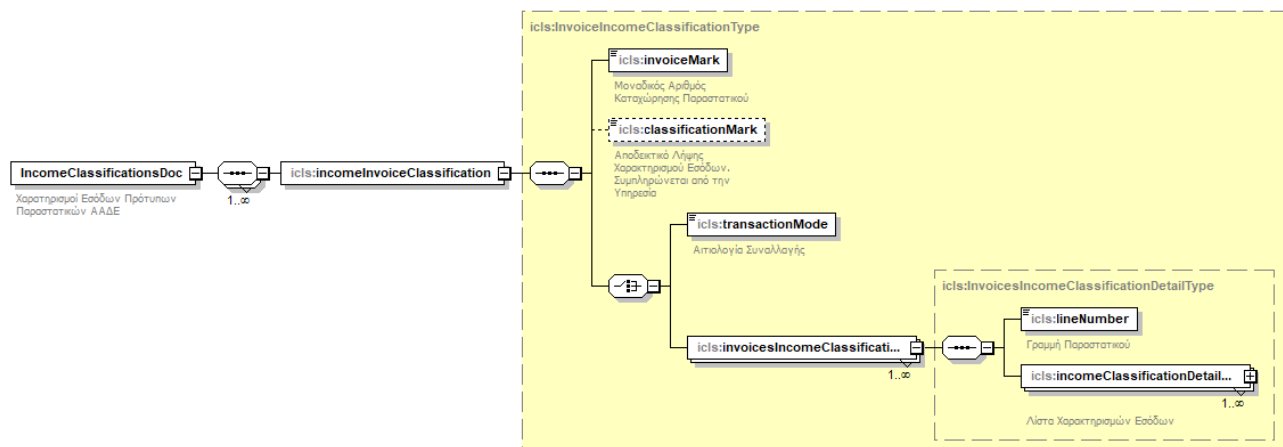 icls:InvoiceIncomeClassificationType
icls:invoiceMark
Μοναδικός Αριθμός
Καταχώρησης Παραστατικού
icls:classificationMark
Αποδεικτικό Λήψης
Χαρακτηρισμού Εσόδων.
Συμπληρώνεται από την
Υπηρεσία
IncomeClassificationsDoc
Χαρατηρισμοί Εσόδων Πρότυπων
Παραστατικών ΑΑΔΕ
1..∞
icls:incomeInvoiceClassification
icls:transactionMode
Αιτιολογία Συναλλαγής
icls:invoicesIncomeClassificati...
1..∞
icls:InvoicesIncomeClassificationDetailType
icls:lineNumber
Γραμμή Παραστατικού
icls:incomeClassificationDetail...
1..∞
Λίστα Χαρακτηρισμών Εσόδων